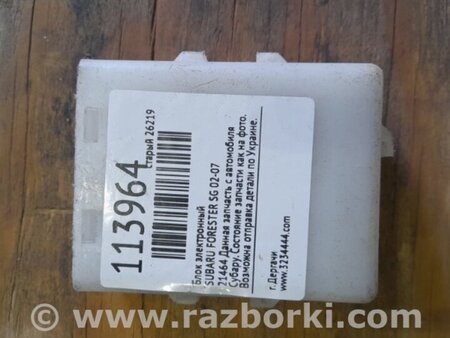 113964
старый 26219
Блок электронный
SUBARU FORESTER SG 02-07
21464 Данная запчасть с автомобиля
Субару. Состояние запчасти как на фото.
Возможна отправка детали по Украине.
г. Дергачи
www.3234444.com
© www.razborki.com/